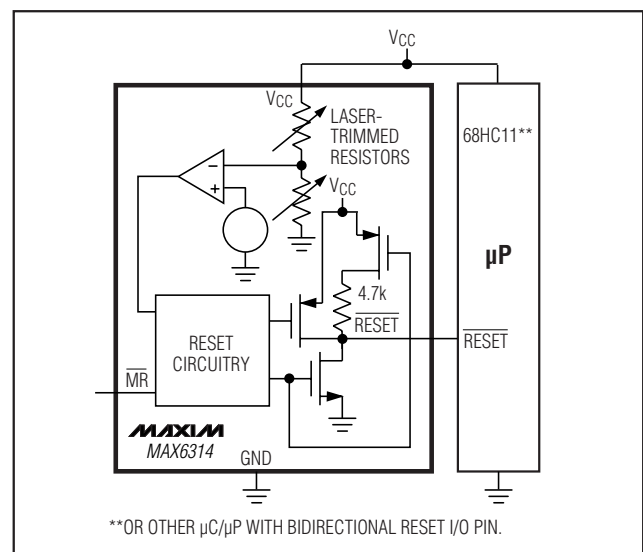 VCC
VCC
LASER-
TRIMMED
RESISTORS
68HC11**
−
+
VCC
µP
4.7k
RESET
RESET
CIRCUITRY
RESET
MR
MAXIM
MAX6314
GND
**OR OTHER µC/µP WITH BIDIRECTIONAL RESET I/O PIN.